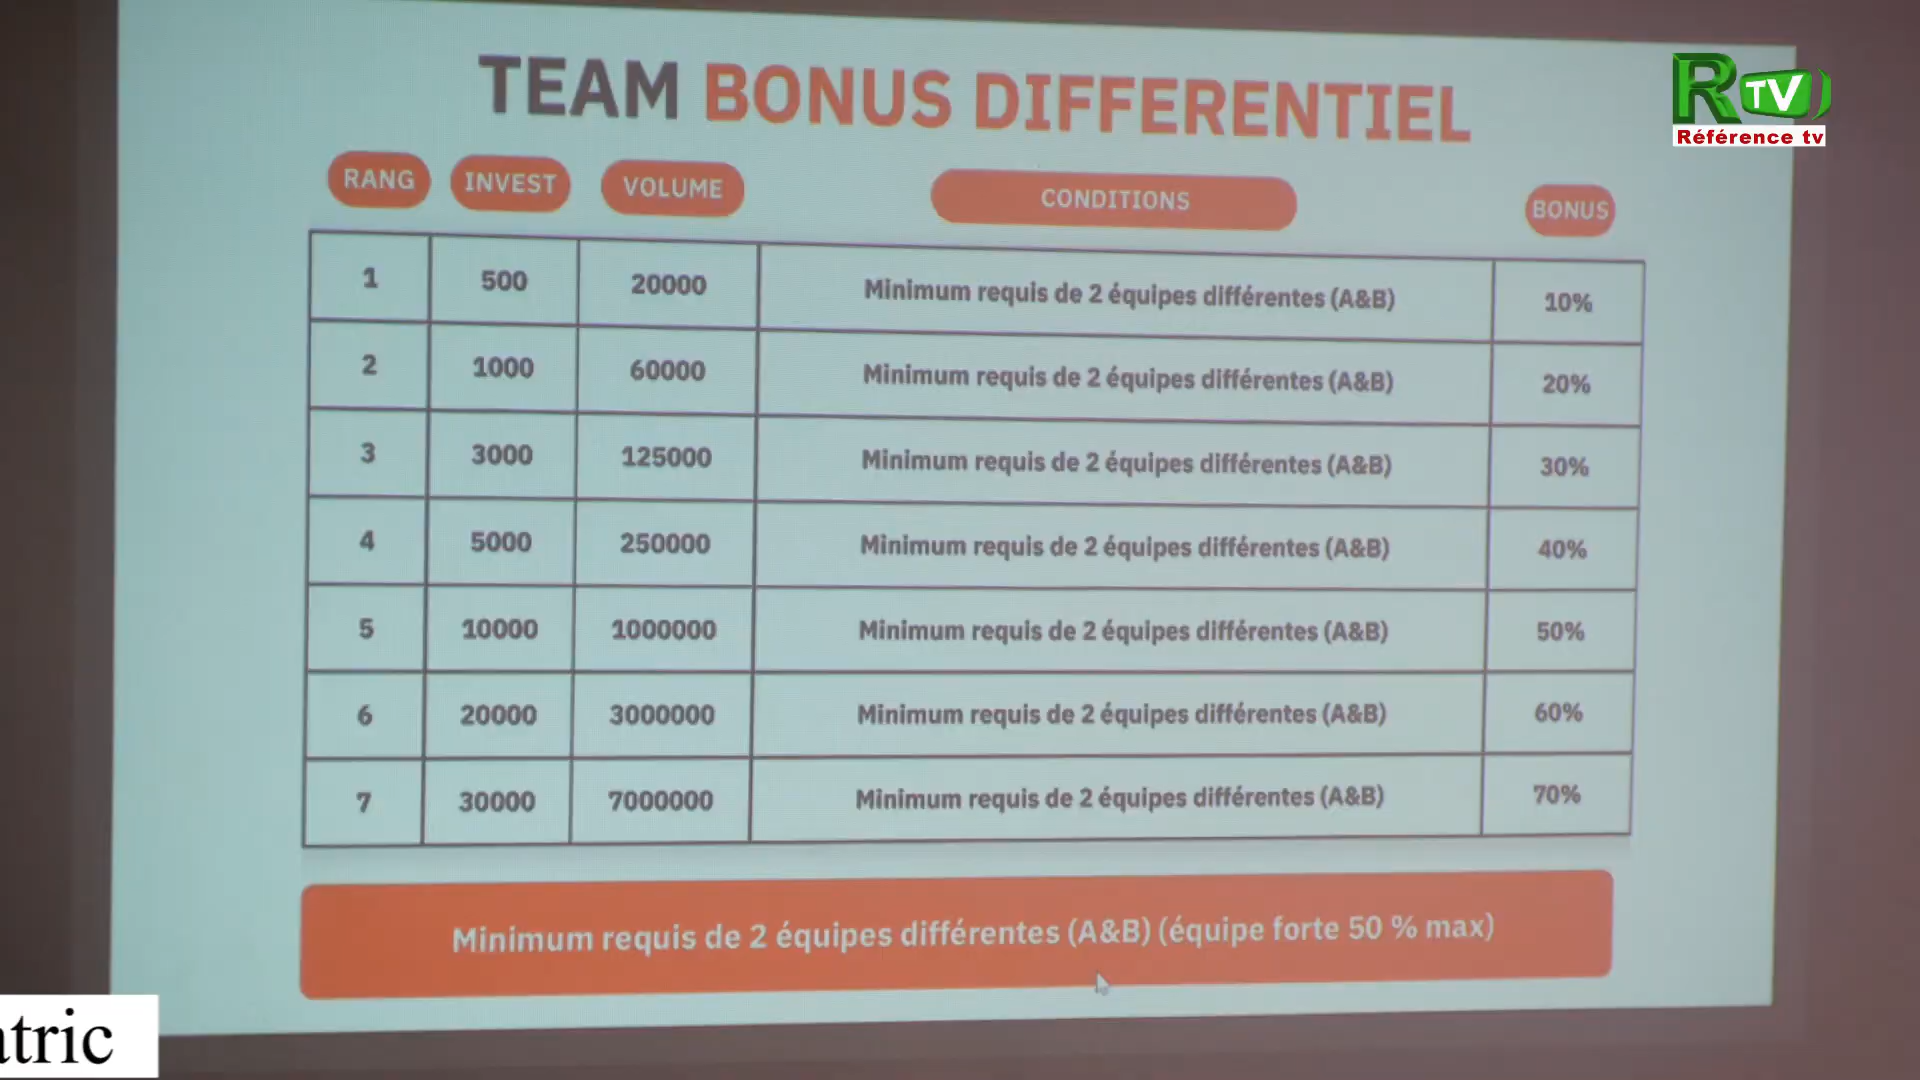 TEAM BONUS DIFFERENTIEL
R TV
Référence tv
RANG INVEST VOLUME CONDITIONS BONUS
1 500 20000 Minimum requis de 2 équipes différentes (A&B) 10%
2 1000 60000 Minimum requis de 2 équipes différentes (A&B) 20%
3 3000 125000 Minimum requis de 2 équipes différentes (A&B) 30%
4 5000 250000 Minimum requis de 2 équipes différentes (A&B) 40%
5 10000 1000000 Minimum requis de 2 équipes différentes (A&B) 50%
6 20000 3000000 Minimum requis de 2 équipes différentes (A&B) 60%
7 30000 7000000 Minimum requis de 2 équipes différentes (A&B) 70%
Minimum requis de 2 équipes différentes (A&B) (équipe forte 50 % max)